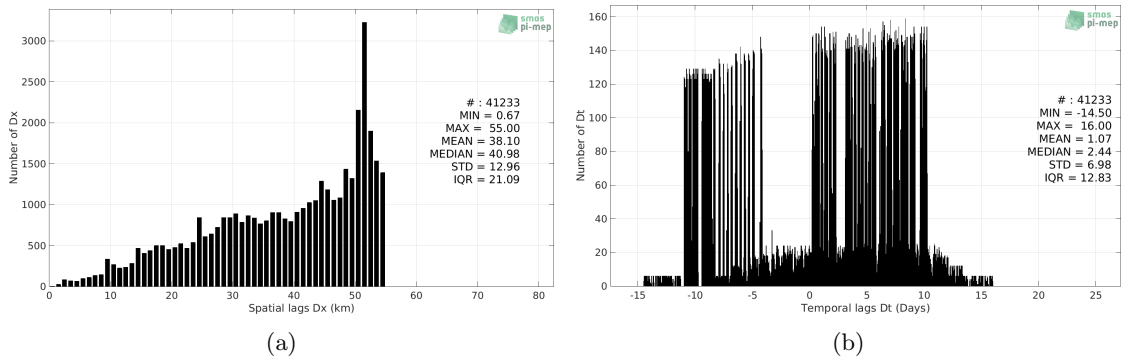 smos
pi-mep
3000
2500
2000
1500
1000
500
0
Number of Dx
# : 41233
MIN = 0.67
MAX = 55.00
MEAN = 38.10
MEDIAN = 40.98
STD = 12.96
IQR = 21.09
0 10 20 30 40 50 60 70 80
Spatial lags Dx (km)
(a)
smos
pi-mep
160
140
120
100
80
60
40
20
0
Number of Dt
# : 41233
MIN = -14.50
MAX = 16.00
MEAN = 1.07
MEDIAN = 2.44
STD = 6.98
IQR = 12.83
-15 -10 -5 0 5 10 15 20 25
Temporal lags Dt (Days)
(b)